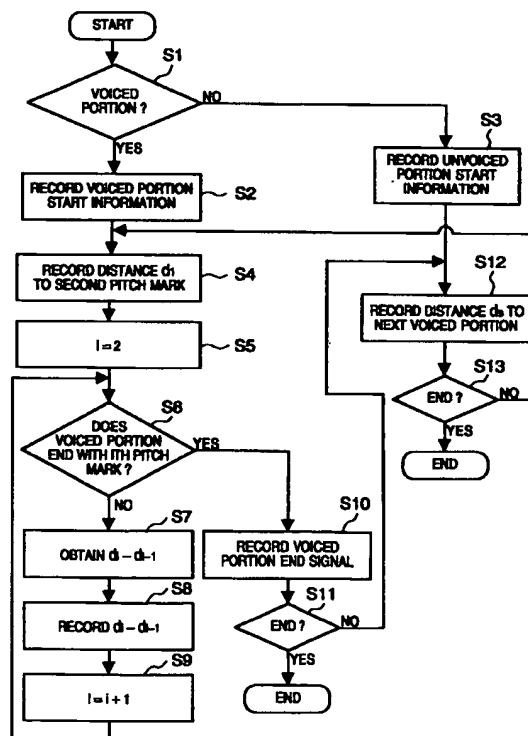 START
S1
VOICED
PORTION ?
NO
YES
S3
RECORD UNVOICED
PORTION START
INFORMATION
RECORD VOICED PORTION
START INFORMATION
S2
S12
RECORD DISTANCE d1
TO SECOND PITCH MARK
S4
RECORD DISTANCE ds TO
NEXT VOICED PORTION
I = 2
S5
S13
END ?
NO
YES
END
S6
DOES
VOICED PORTION
END WITH ITH PITCH
MARK ?
YES
NO
S7
OBTAIN di – di-1
S10
RECORD VOICED
PORTION END SIGNAL
S8
RECORD di – di-1
S11
END ?
NO
YES
END
S9
I = i + 1